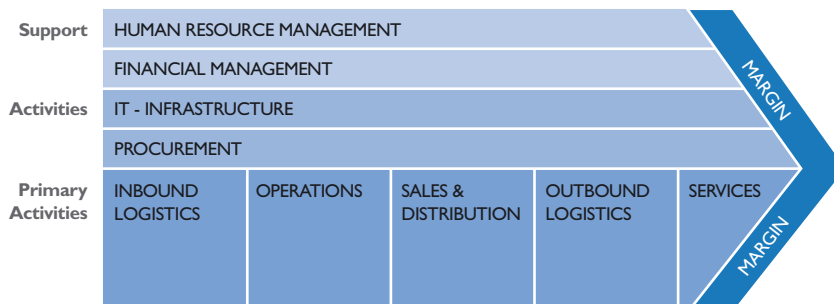 Support
HUMAN RESOURCE MANAGEMENT
FINANCIAL MANAGEMENT
Activities
IT - INFRASTRUCTURE
PROCUREMENT
MARGIN
Primary
Activities
INBOUND
LOGISTICS
OPERATIONS
SALES &
DISTRIBUTION
OUTBOUND
LOGISTICS
SERVICES
MARGIN